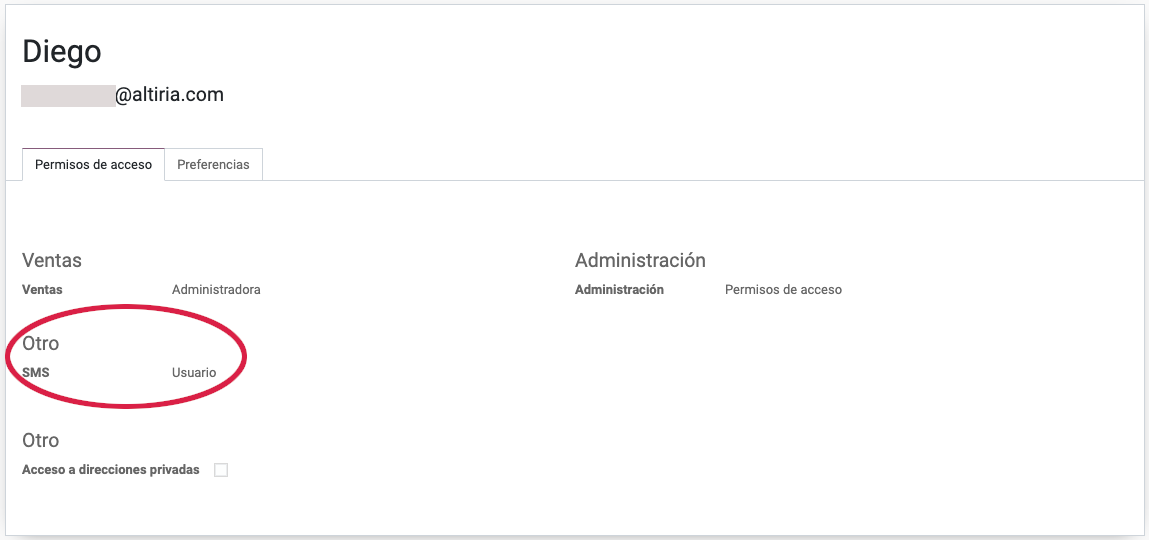 Diego
@altiria.com
Permisos de acceso Preferencias
Ventas
Ventas Administradora
Administración
Administración Permisos de acceso
Otro
SMS Usuario
Otro
Acceso a direcciones privadas